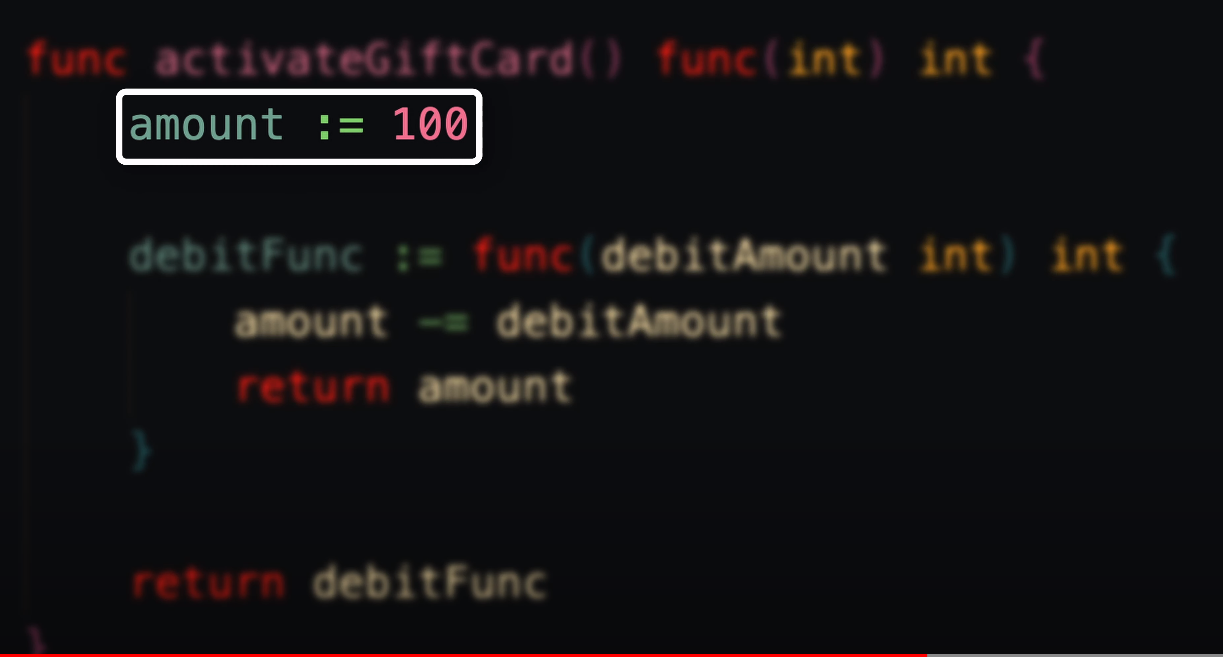 func activateGiftCard() func(int) int {
amount := 100
debitFunc := func(debitAmount int) int {
amount -= debitAmount
return amount
}
return debitFunc
}